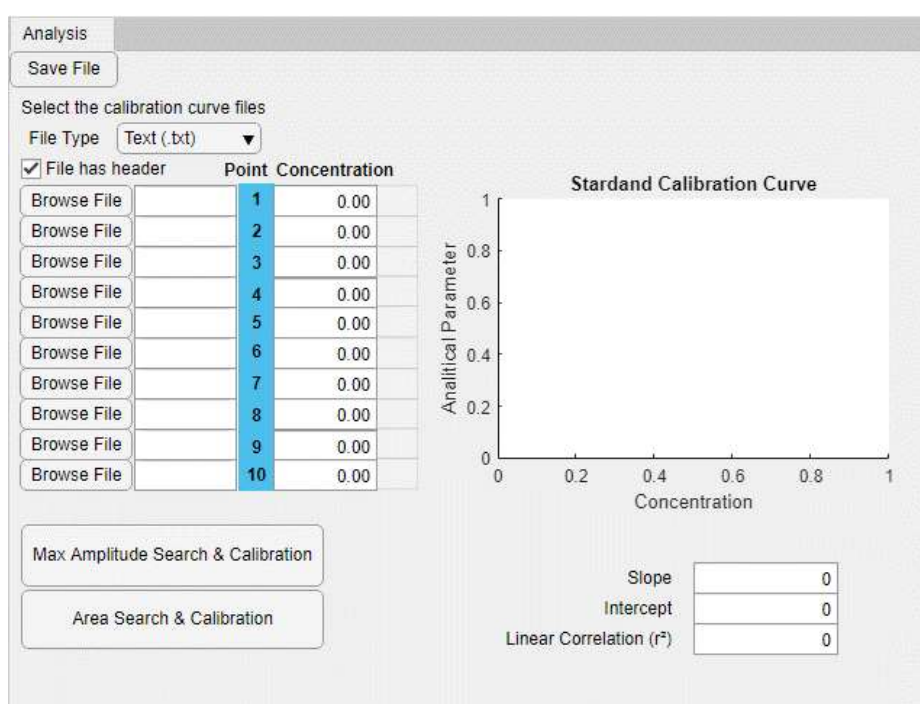 Analysis
Save File
Select the calibration curve files
File Type Text (.txt)
File has header Point Concentration
Browse File 1 0.00
Browse File 2 0.00
Browse File 3 0.00
Browse File 4 0.00
Browse File 5 0.00
Browse File 6 0.00
Browse File 7 0.00
Browse File 8 0.00
Browse File 9 0.00
Browse File 10 0.00
Max Amplitude Search & Calibration
Area Search & Calibration
Stardand Calibration Curve
1
0.8
0.6
0.4
0.2
0
Analitical Parameter
0 0.2 0.4 0.6 0.8 1
Concentration
Slope 0
Intercept 0
Linear Correlation (r²) 0